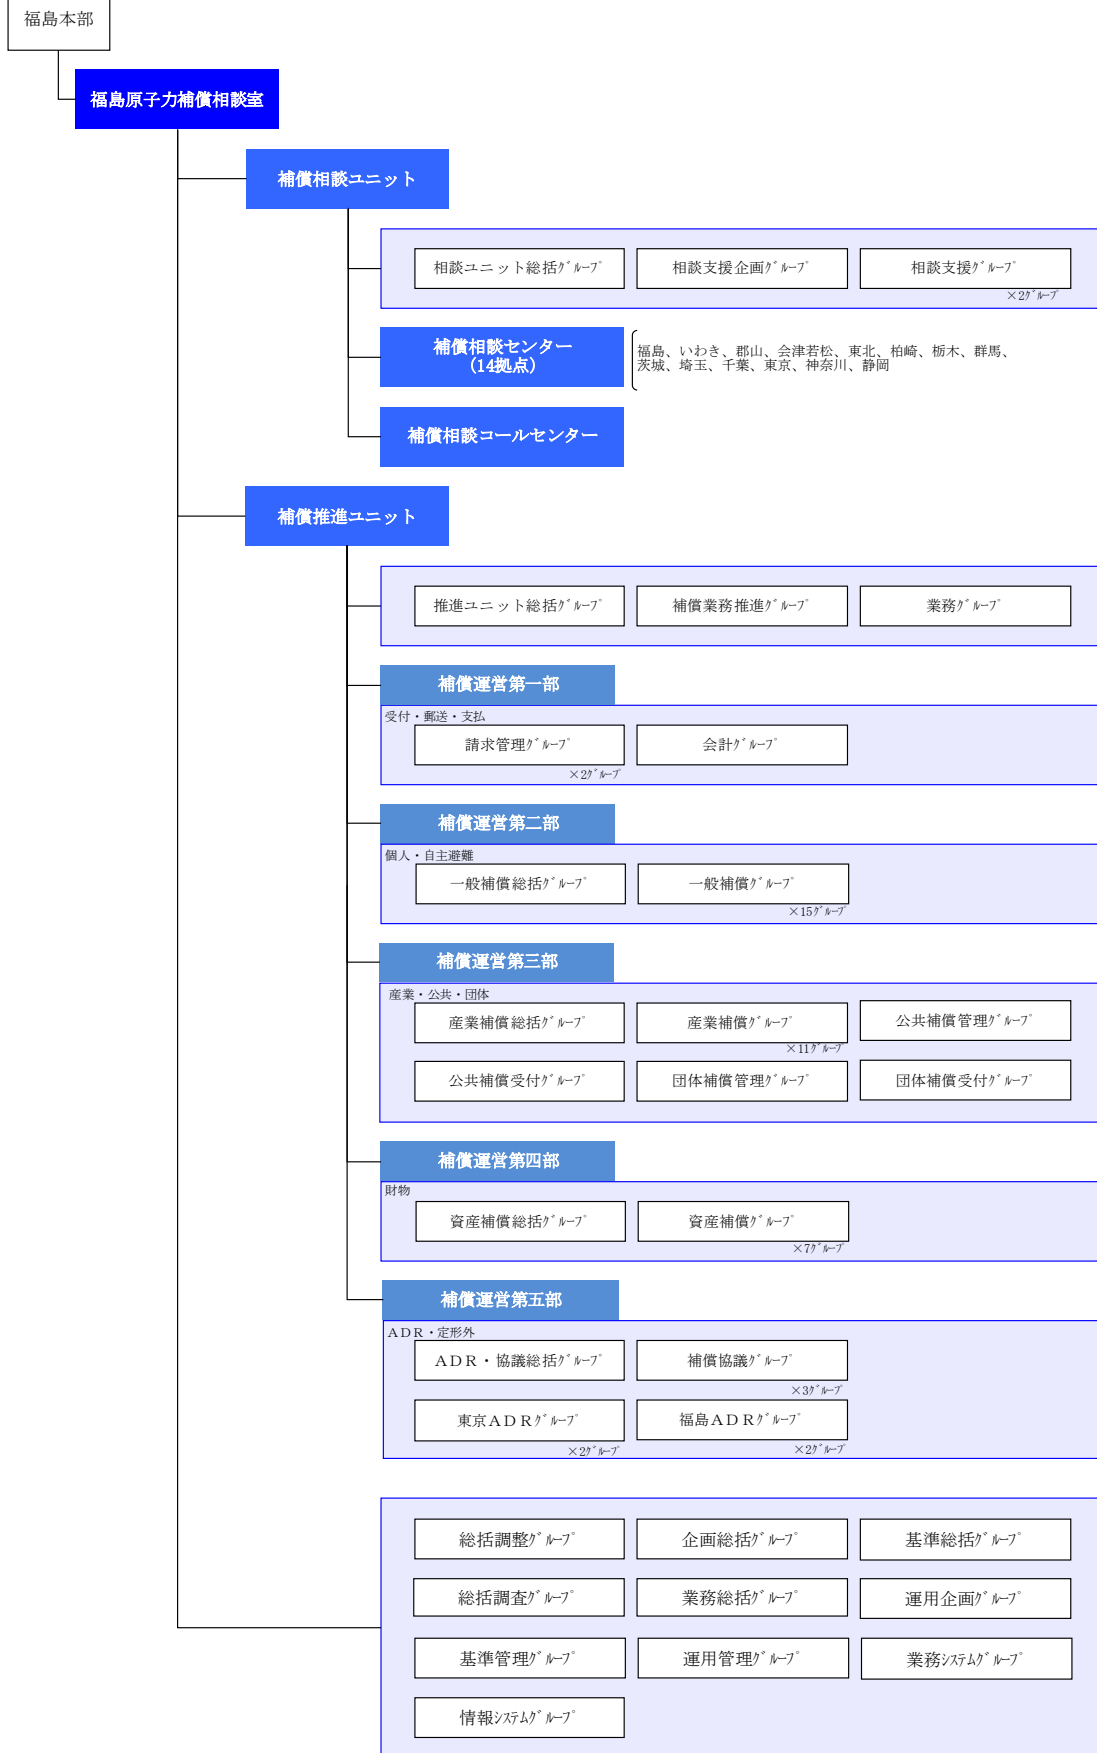 福島本部
福島原子力補償相談室
補償相談ユニット
相談ユニット総括ｸﾞﾙｰﾌﾟ
相談支援企画ｸﾞﾙｰﾌﾟ
相談支援ｸﾞﾙｰﾌﾟ
×2ｸﾞﾙｰﾌﾟ
補償相談センター
(14拠点)
福島、いわき、郡山、会津若松、東北、柏崎、栃木、群馬、
茨城、埼玉、千葉、東京、神奈川、静岡
補償相談コールセンター
補償推進ユニット
推進ユニット総括ｸﾞﾙｰﾌﾟ
補償業務推進ｸﾞﾙｰﾌﾟ
業務ｸﾞﾙｰﾌﾟ
補償運営第一部
受付・郵送・支払
請求管理ｸﾞﾙｰﾌﾟ
×2ｸﾞﾙｰﾌﾟ
会計ｸﾞﾙｰﾌﾟ
補償運営第二部
個人・自主避難
一般補償総括ｸﾞﾙｰﾌﾟ
一般補償ｸﾞﾙｰﾌﾟ
×15ｸﾞﾙｰﾌﾟ
補償運営第三部
産業・公共・団体
産業補償総括ｸﾞﾙｰﾌﾟ
産業補償ｸﾞﾙｰﾌﾟ
×11ｸﾞﾙｰﾌﾟ
公共補償管理ｸﾞﾙｰﾌﾟ
公共補償受付ｸﾞﾙｰﾌﾟ
団体補償管理ｸﾞﾙｰﾌﾟ
団体補償受付ｸﾞﾙｰﾌﾟ
補償運営第四部
財物
資産補償総括ｸﾞﾙｰﾌﾟ
資産補償ｸﾞﾙｰﾌﾟ
×7ｸﾞﾙｰﾌﾟ
補償運営第五部
ＡＤＲ・定形外
ＡＤＲ・協議総括ｸﾞﾙｰﾌﾟ
補償協議ｸﾞﾙｰﾌﾟ
×3ｸﾞﾙｰﾌﾟ
東京ＡＤＲｸﾞﾙｰﾌﾟ
×2ｸﾞﾙｰﾌﾟ
福島ＡＤＲｸﾞﾙｰﾌﾟ
×2ｸﾞﾙｰﾌﾟ
総括調整ｸﾞﾙｰﾌﾟ
企画総括ｸﾞﾙｰﾌﾟ
基準総括ｸﾞﾙｰﾌﾟ
総括調査ｸﾞﾙｰﾌﾟ
業務総括ｸﾞﾙｰﾌﾟ
運用企画ｸﾞﾙｰﾌﾟ
基準管理ｸﾞﾙｰﾌﾟ
運用管理ｸﾞﾙｰﾌﾟ
業務ｼｽﾃﾑｸﾞﾙｰﾌﾟ
情報ｼｽﾃﾑｸﾞﾙｰﾌﾟ